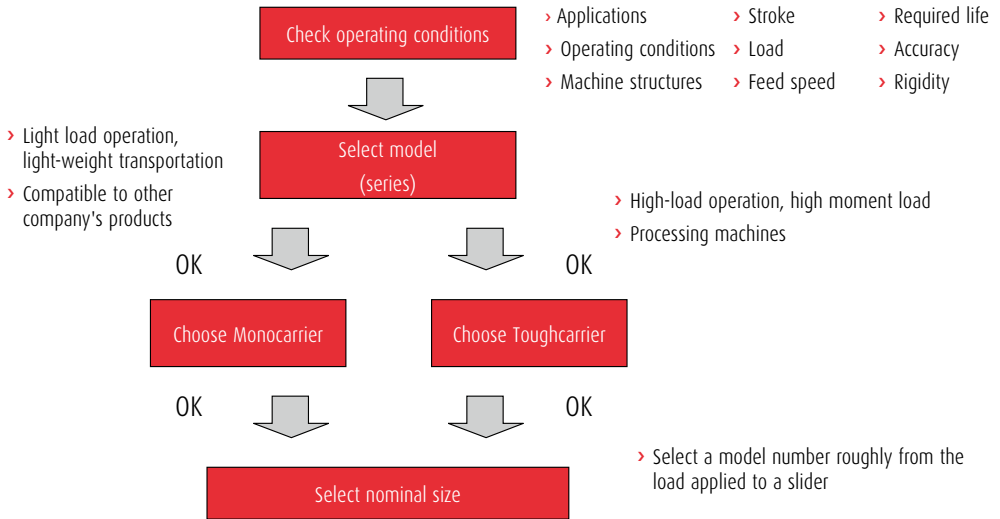 Check operating conditions
› Applications
› Operating conditions
› Machine structures
› Stroke
› Load
› Feed speed
› Required life
› Accuracy
› Rigidity
› Light load operation,
light-weight transportation
› Compatible to other
company's products
Select model
(series)
› High-load operation, high moment load
› Processing machines
OK
OK
Choose Monocarrier
Choose Toughcarrier
OK
OK
› Select a model number roughly from the
load applied to a slider
Select nominal size